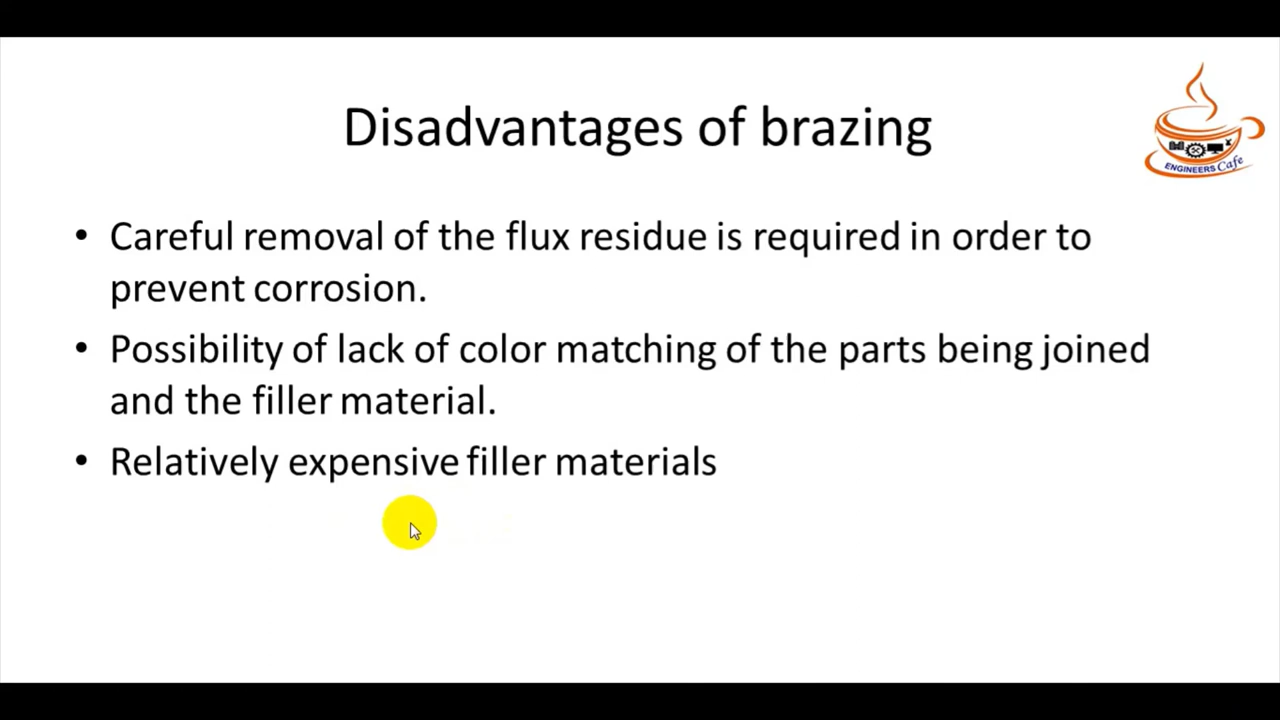 Disadvantages of brazing
ENGINEERS Cafe
• Careful removal of the flux residue is required in order to
prevent corrosion.
• Possibility of lack of color matching of the parts being joined
and the filler material.
• Relatively expensive filler materials